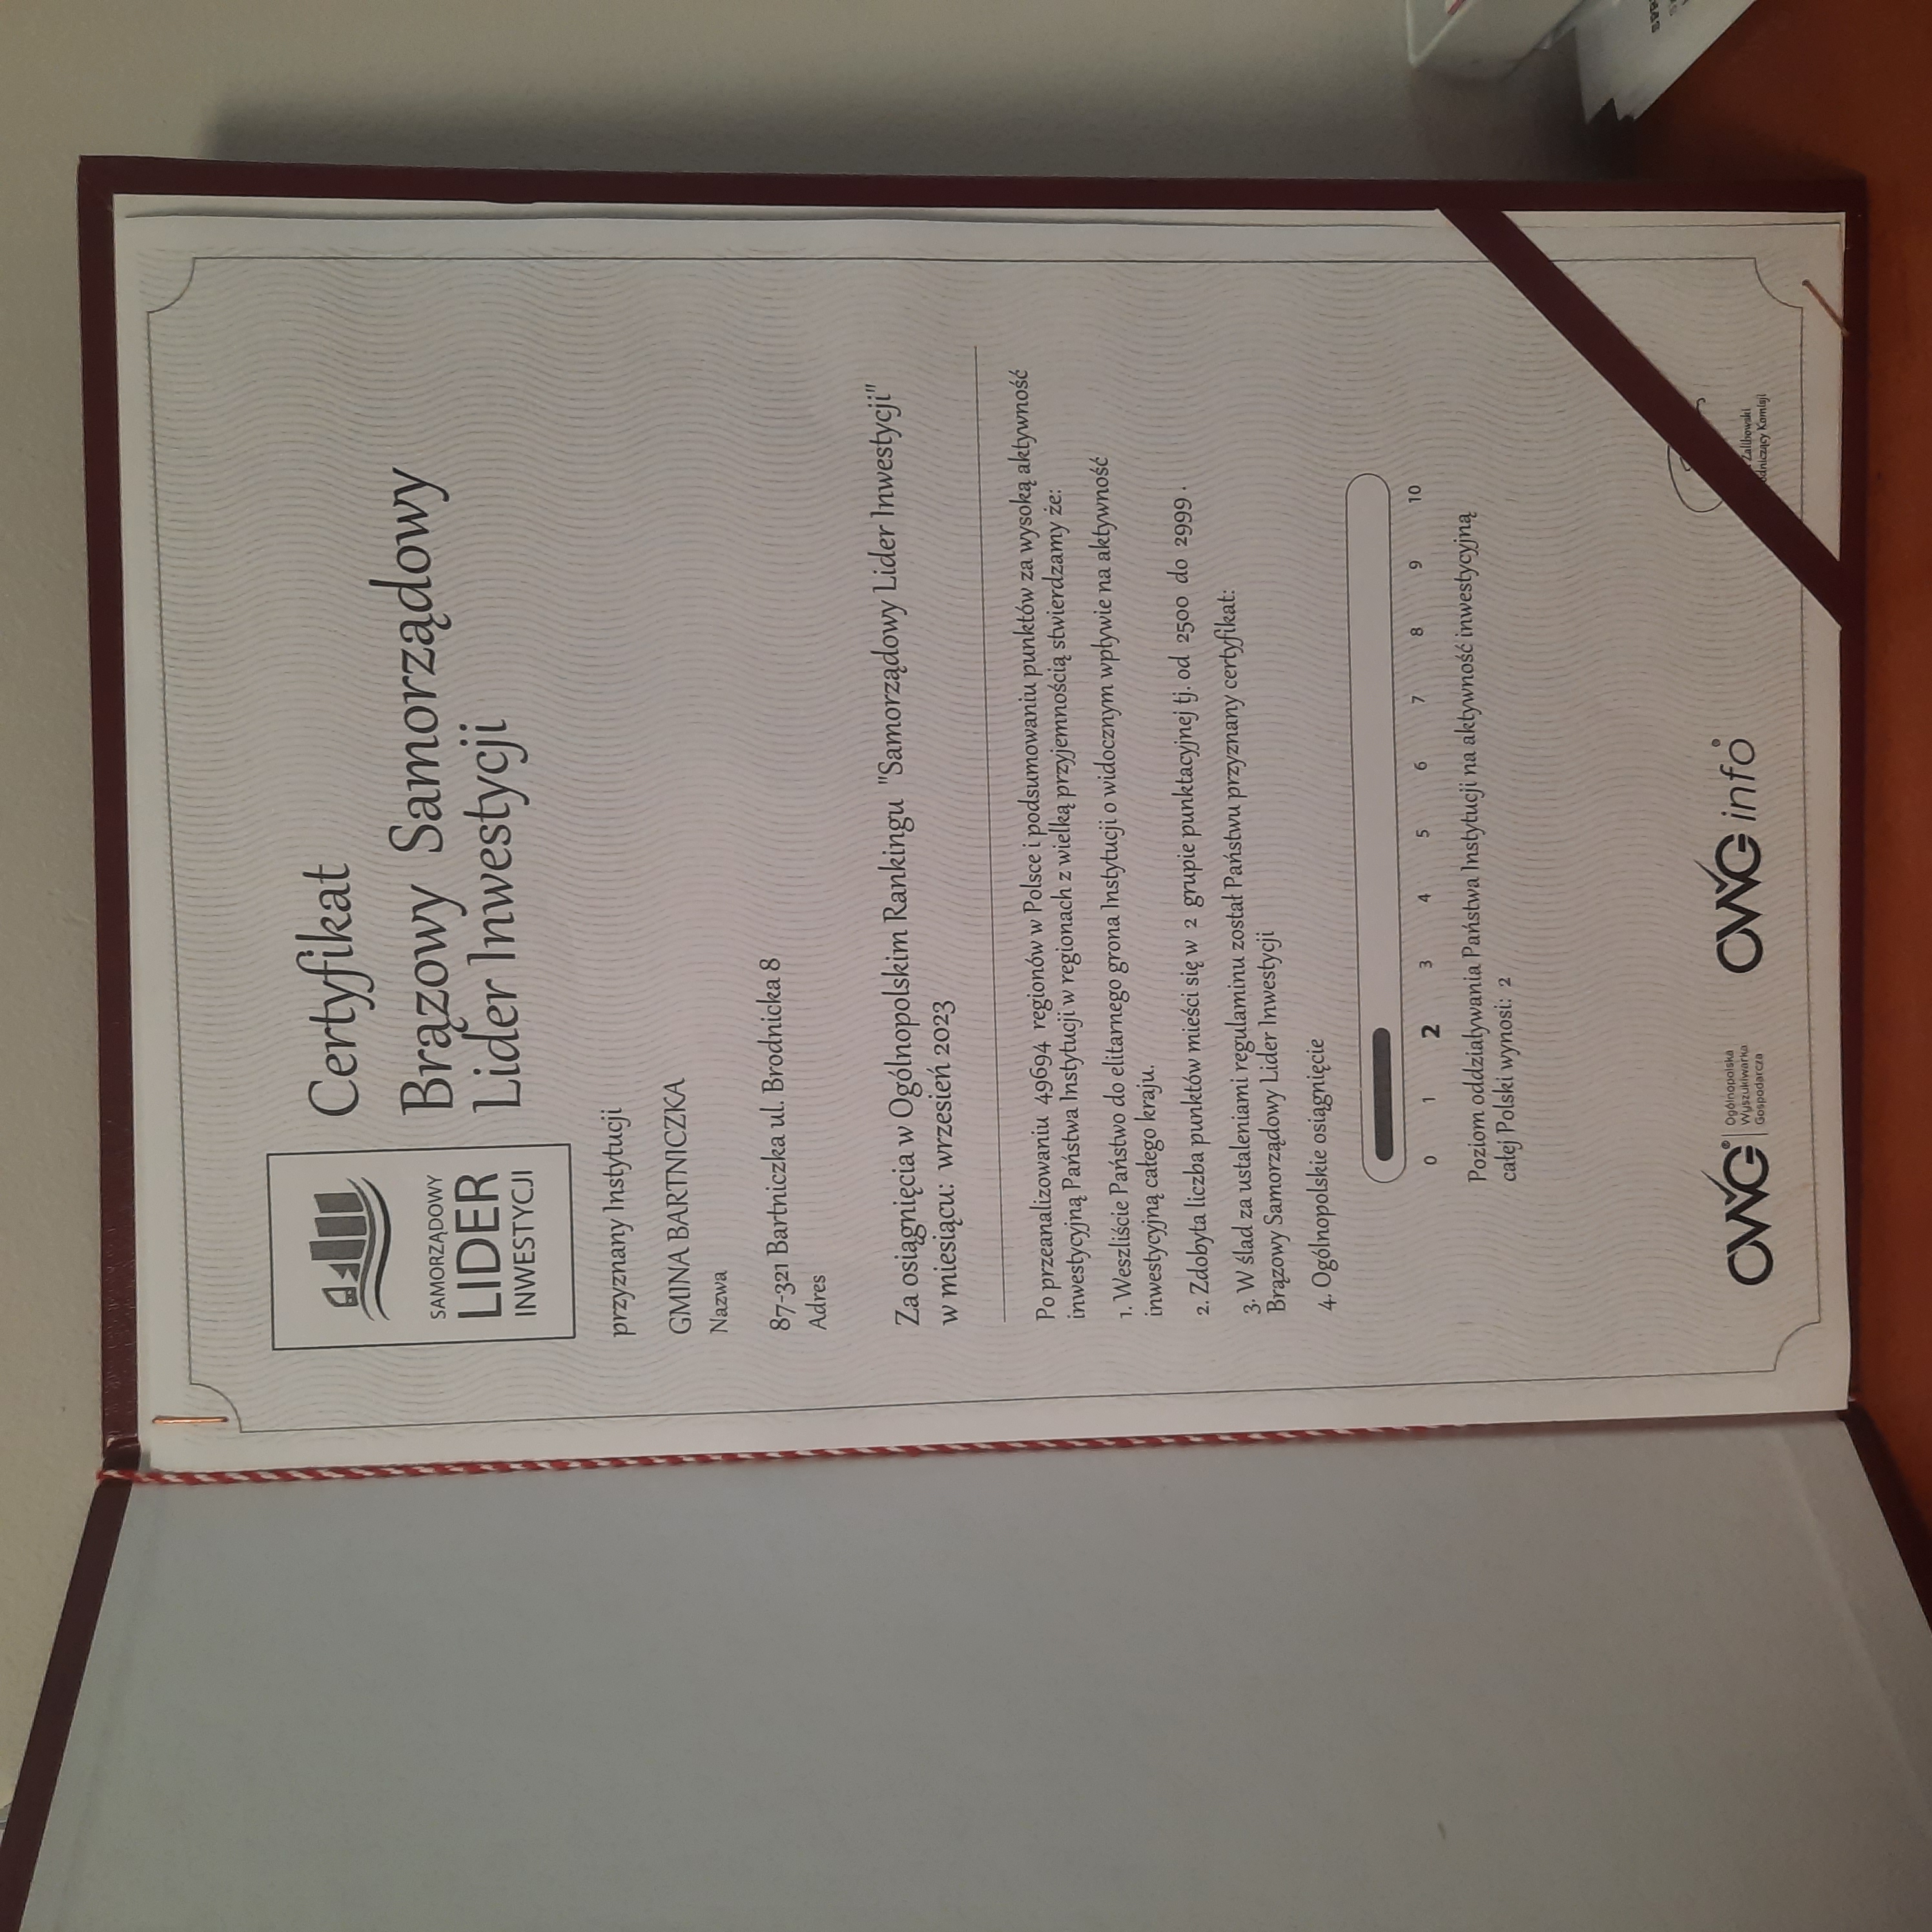 SAMORZĄDOWY
LIDER
INWESTYCJI
Certyfikat
Brązowy Samorządowy
Lider Inwestycji
przyznany Instytucji
GMINA BARTNICZKA
Nazwa
87-321 Bartniczka ul. Brodnicka 8
Adres
Za osiągnięcia w Ogólnopolskim Rankingu "Samorządowy Lider Inwestycji"
w miesiącu: wrzesień 2023
Po przeanalizowaniu 49694 regionów w Polsce i podsumowaniu punktów za wysoką aktywność
inwestycyjną Państwa Instytucji w regionach z wielką przyjemnością stwierdzamy że:
1. Weszliście Państwo do elitarnego grona Instytucji o widocznym wpływie na aktywność
inwestycyjną całego kraju.
2. Zdobyta liczba punktów mieści się w 2 grupie punktacyjnej tj. od 2500 do 2999 .
3. W ślad za ustaleniami regulaminu został Państwu przyznany certyfikat:
Brązowy Samorządowy Lider Inwestycji
4. Ogólnopolskie osiągnięcie
0 1 2 3 4 5 6 7 8 9 10
Poziom oddziaływania Państwa Instytucji na aktywność inwestycyjną
całej Polski wynosi: 2
OWG®
Ogólnopolska
Wyszukiwarka
Gospodarcza
OWG info®
Zalibowski
Komisji